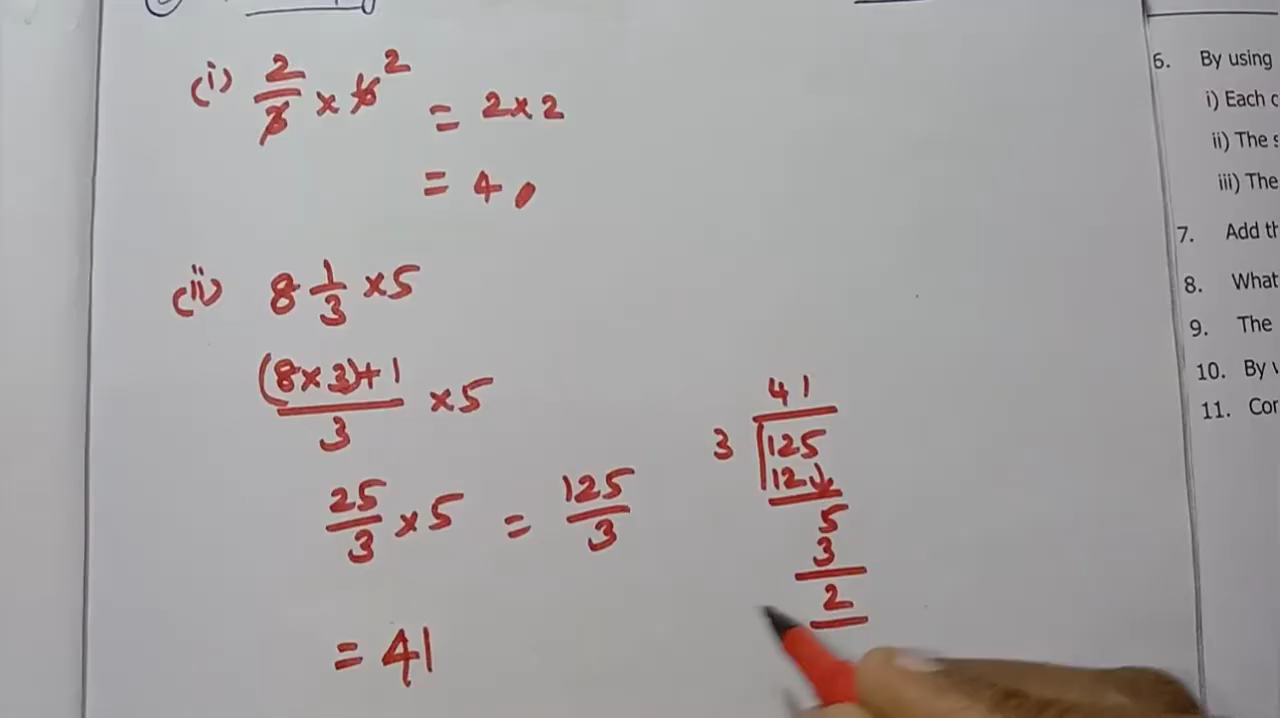 (i) 2/3 × 6 2 = 2 × 2
= 4
(ii) 8 1/3 × 5
(8 × 3) + 1 / 3 × 5
25/3 × 5 = 125/3
= 41
41
3 125
12
5
3
2
6. By using
i) Each
ii) The
iii) The
7. Add
8. What
9. The
10. By
11.